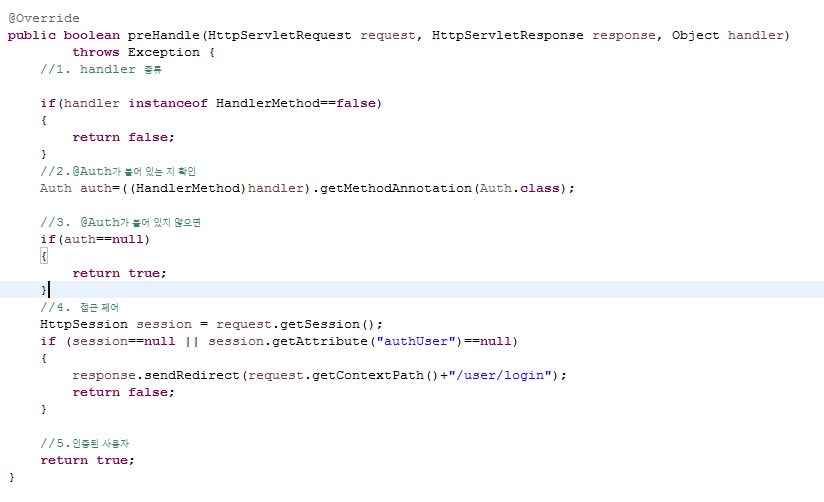 @Override
public boolean preHandle(HttpServletRequest request, HttpServletResponse response, Object handler)
        throws Exception {
    //1. handler 종류

    if(handler instanceof HandlerMethod==false)
    {
        return false;
    }
    //2.@Auth가 붙어 있는 지 확인
    Auth auth=((HandlerMethod)handler).getMethodAnnotation(Auth.class);

    //3. @Auth가 붙어 있지 않으면
    if(auth==null)
    {
        return true;
    }
    //4. 접근 제어
    HttpSession session = request.getSession();
    if (session==null || session.getAttribute("authUser")==null)
    {
        response.sendRedirect(request.getContextPath()+"/user/login");
        return false;
    }

    //5.인증된 사용자
    return true;
}